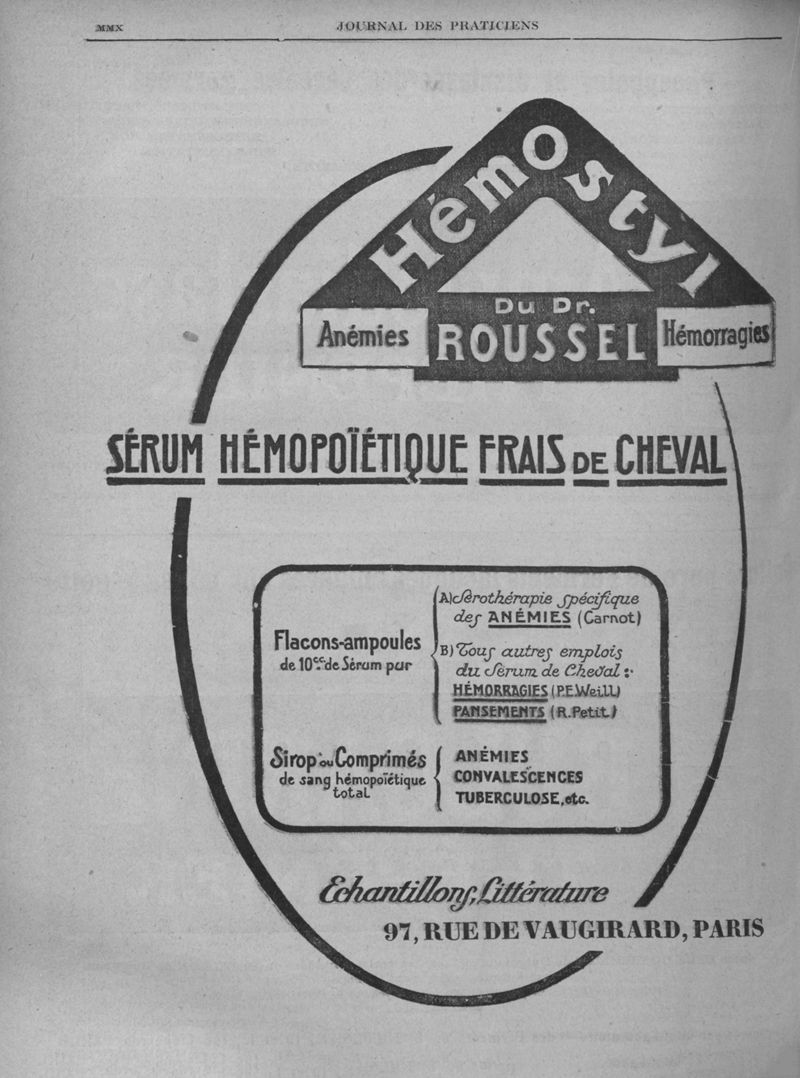 MMX
JOURNAL DES PRATICIENS
HémOstyl
Du Dr.
ROUSSEL
Anémies
Hémorragies
SÉRUM HÉMOPOÏÉTIQUE FRAIS DE CHEVAL
Flacons-ampoules
de 10cc. de Sérum pur
A) Sérothérapie spécifique
des ANÉMIES (Carnot)
B) Tous autres emplois
du Sérum de Cheval :
HÉMORRAGIES (P.E.Weill)
PANSEMENTS (R.Petit)
Sirop ou Comprimés
de sang hémopoïétique
total
ANÉMIES
CONVALESCENCES
TUBERCULOSE, etc.
Echantillons, Littérature
97, RUE DE VAUGIRARD, PARIS